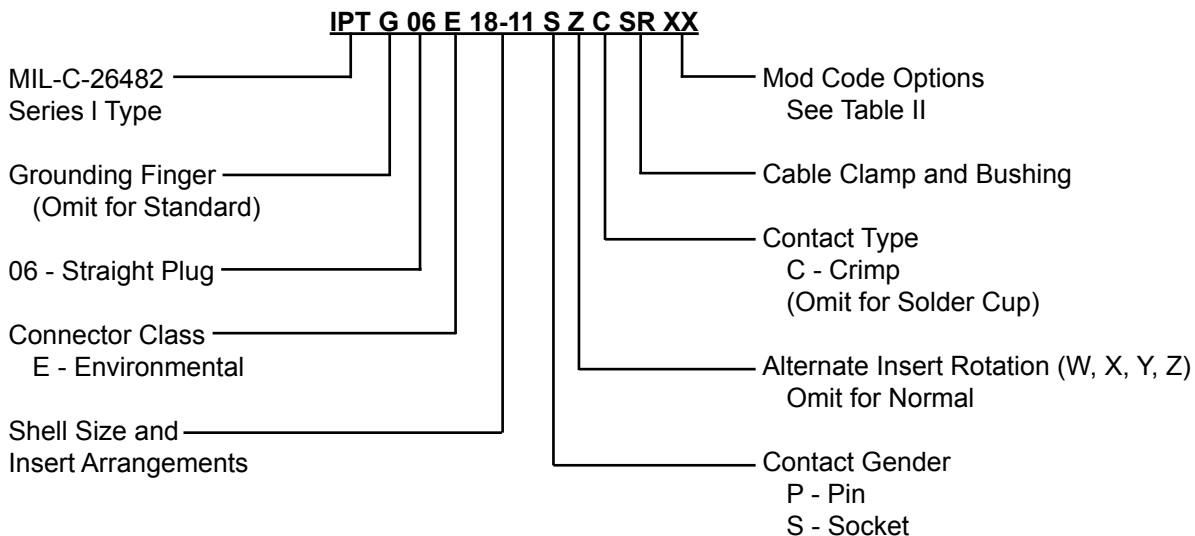 IPT G 06 E 18-11 S Z C SR XX
MIL-C-26482
Series I Type
Grounding Finger
(Omit for Standard)
06 - Straight Plug
Connector Class
E - Environmental
Shell Size and
Insert Arrangements
Mod Code Options
See Table II
Cable Clamp and Bushing
Contact Type
C - Crimp
(Omit for Solder Cup)
Alternate Insert Rotation (W, X, Y, Z)
Omit for Normal
Contact Gender
P - Pin
S - Socket